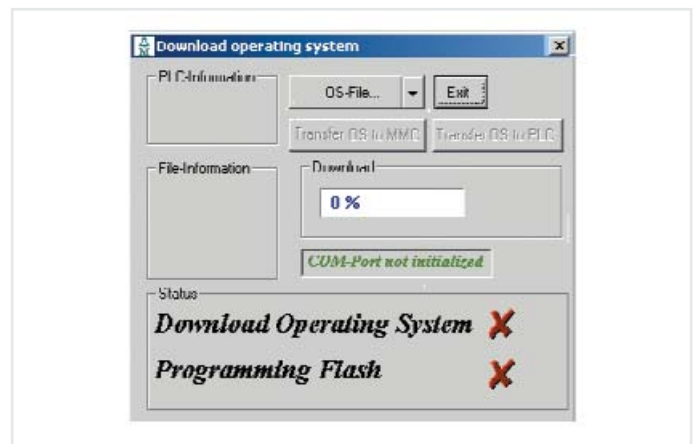 Download operating system
PLC-Information
OS-File...
Exit
Transfer OS to MMC
Transfer OS to PLC
File-Information
Download
0 %
COM-Port not initialized
Status
Download Operating System
Programming Flash